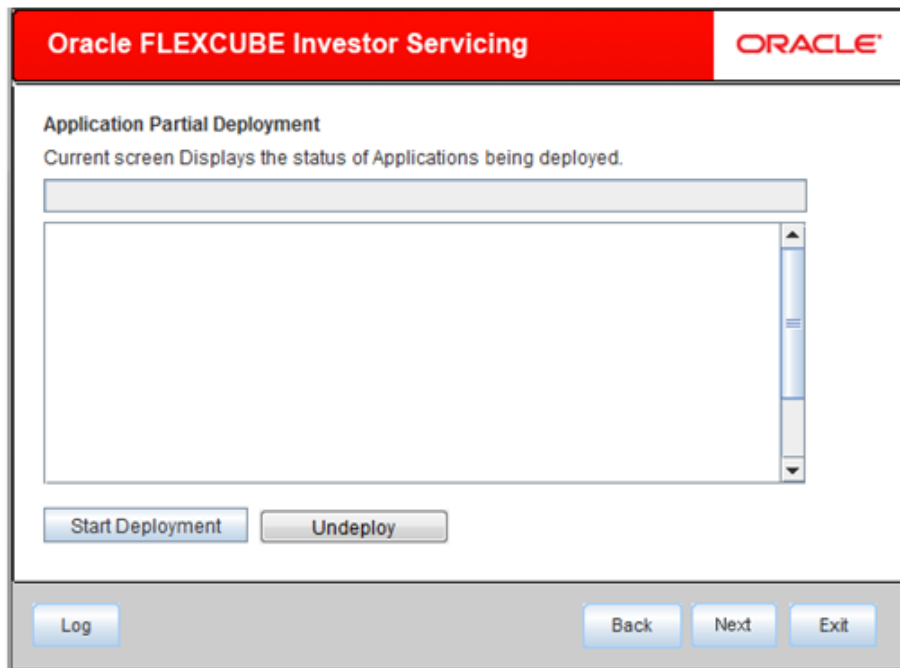 Oracle FLEXCUBE Investor Servicing
ORACLE
Application Partial Deployment
Current screen Displays the status of Applications being deployed.
Start Deployment
Undeploy
Log
Back
Next
Exit